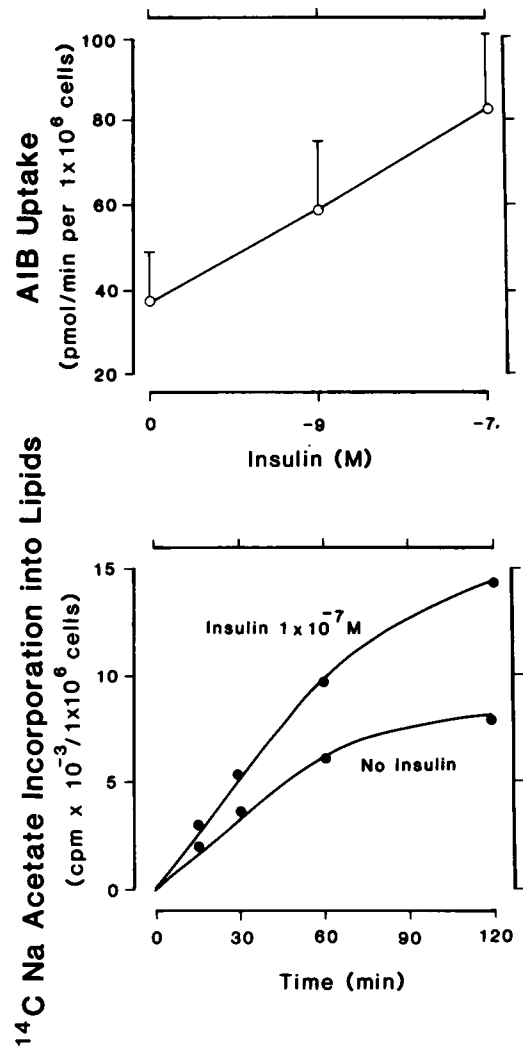 AIB Uptake
(pmol/min per 1x10⁶ cells)
100
80
60
40
20
0 -9 -7.
Insulin (M)
¹⁴C Na Acetate Incorporation into Lipids
(cpm x 10⁻³/1x10⁶ cells)
15
10
5
0
Insulin 1x10⁻⁷M
No Insulin
0 30 60 90 120
Time (min)